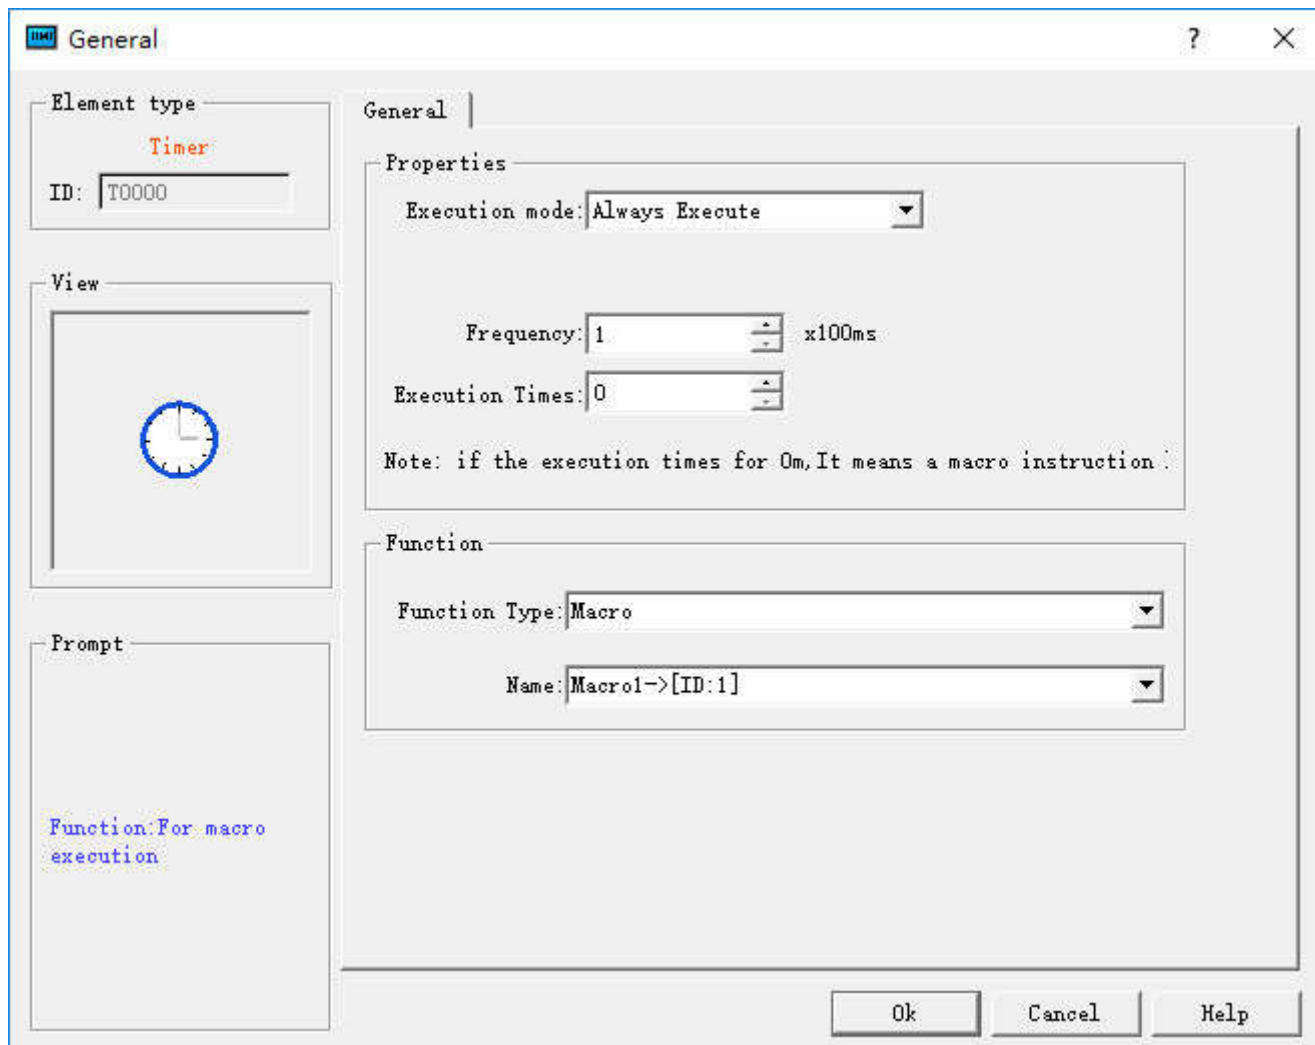 General
Element type
Timer
ID: T0000
View
Prompt
Function:For macro
execution
General
Properties
Execution mode: Always Execute
Frequency: 1 x100ms
Execution Times: 0
Note: if the execution times for 0m,It means a macro instruction
Function
Function Type: Macro
Name: Macro1->[ID:1]
Ok Cancel Help